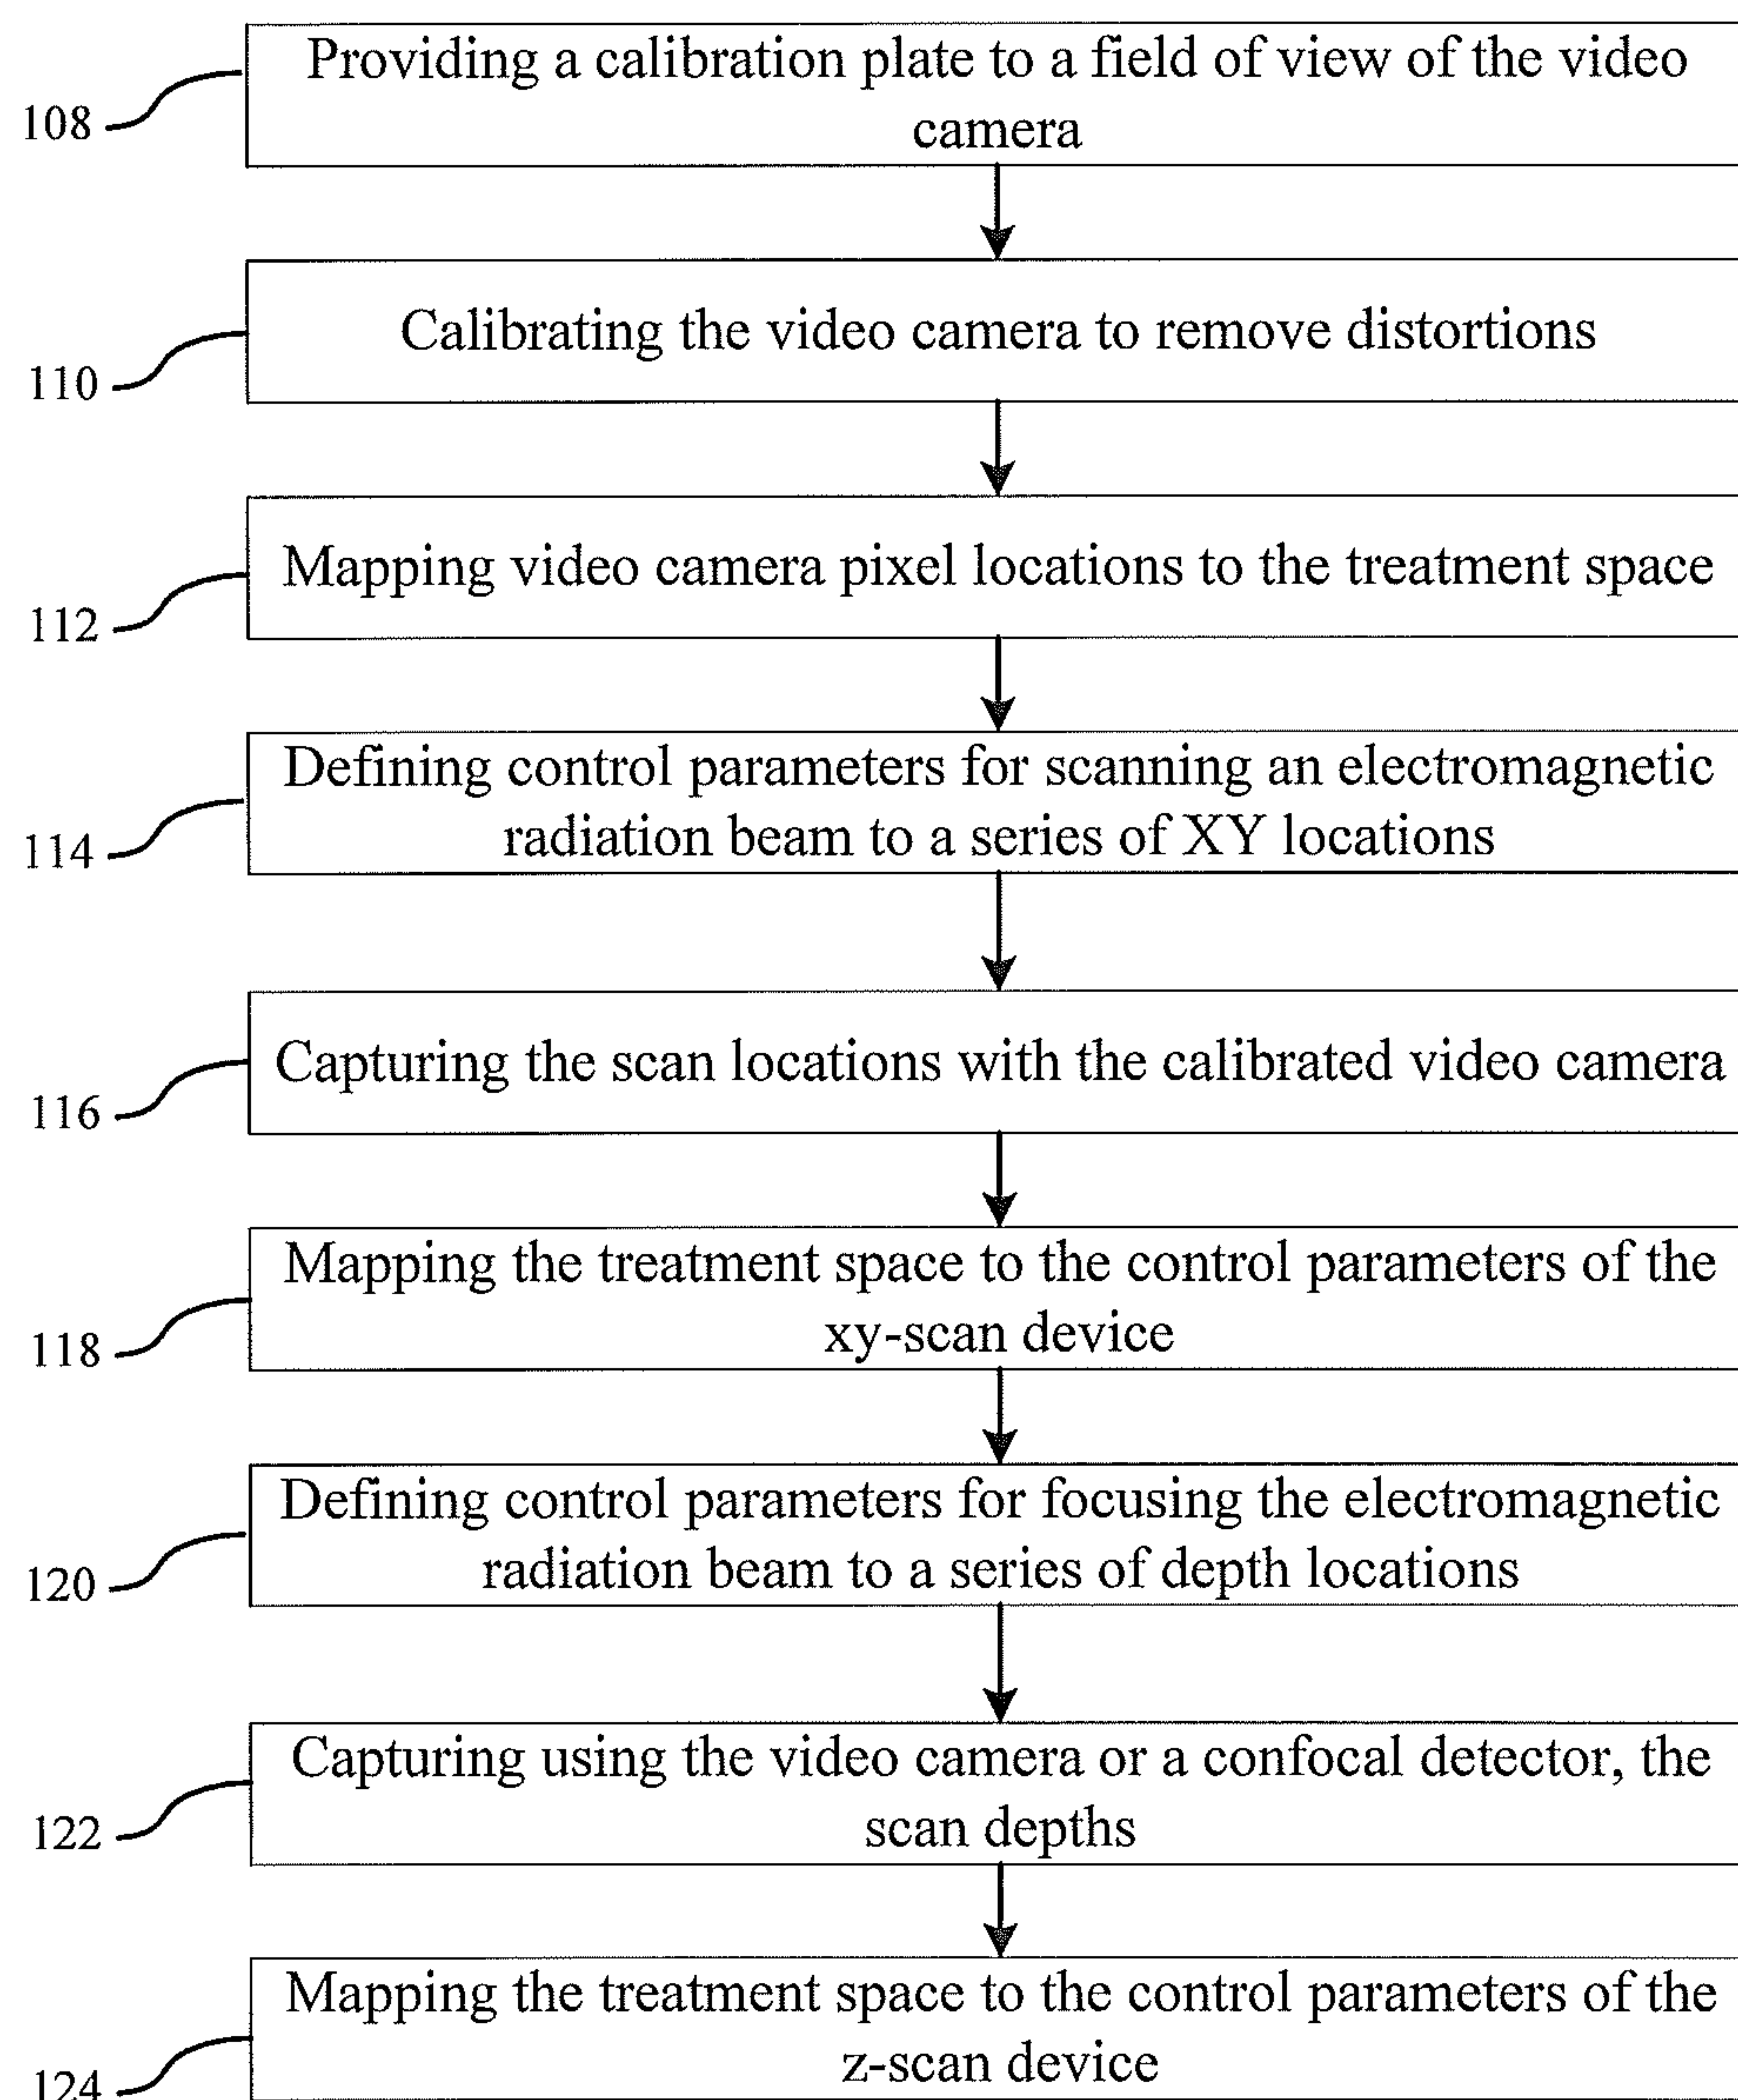 Providing a calibration plate to a field of view of the video
camera
108
Calibrating the video camera to remove distortions
110
Mapping video camera pixel locations to the treatment space
112
Defining control parameters for scanning an electromagnetic
radiation beam to a series of XY locations
114
Capturing the scan locations with the calibrated video camera
116
Mapping the treatment space to the control parameters of the
xy-scan device
118
Defining control parameters for focusing the electromagnetic
radiation beam to a series of depth locations
120
Capturing using the video camera or a confocal detector, the
scan depths
122
Mapping the treatment space to the control parameters of the
z-scan device
124